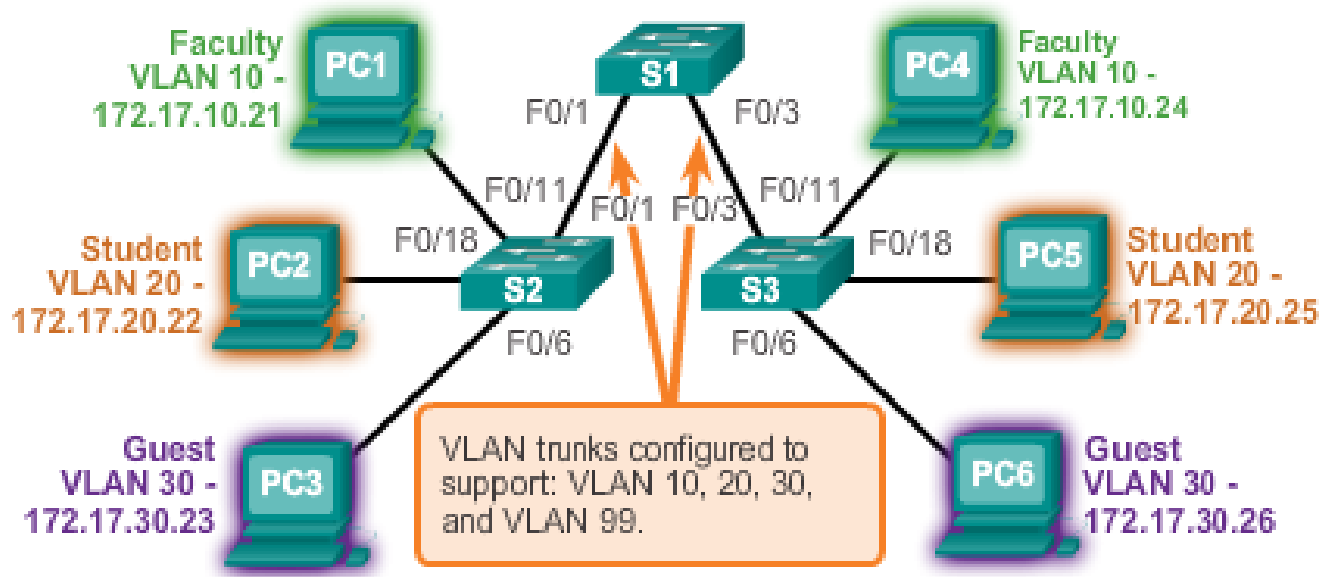 Faculty
VLAN 10 -
172.17.10.21
PC1
S1
PC4
Faculty
VLAN 10 -
172.17.10.24
F0/1
F0/3
F0/11
F0/1
F0/3
F0/11
Student
VLAN 20 -
172.17.20.22
PC2
F0/18
S2
S3
F0/18
PC5
Student
VLAN 20 -
172.17.20.25
F0/6
F0/6
Guest
VLAN 30 -
172.17.30.23
PC3
VLAN trunks configured to
support: VLAN 10, 20, 30,
and VLAN 99.
PC6
Guest
VLAN 30 -
172.17.30.26